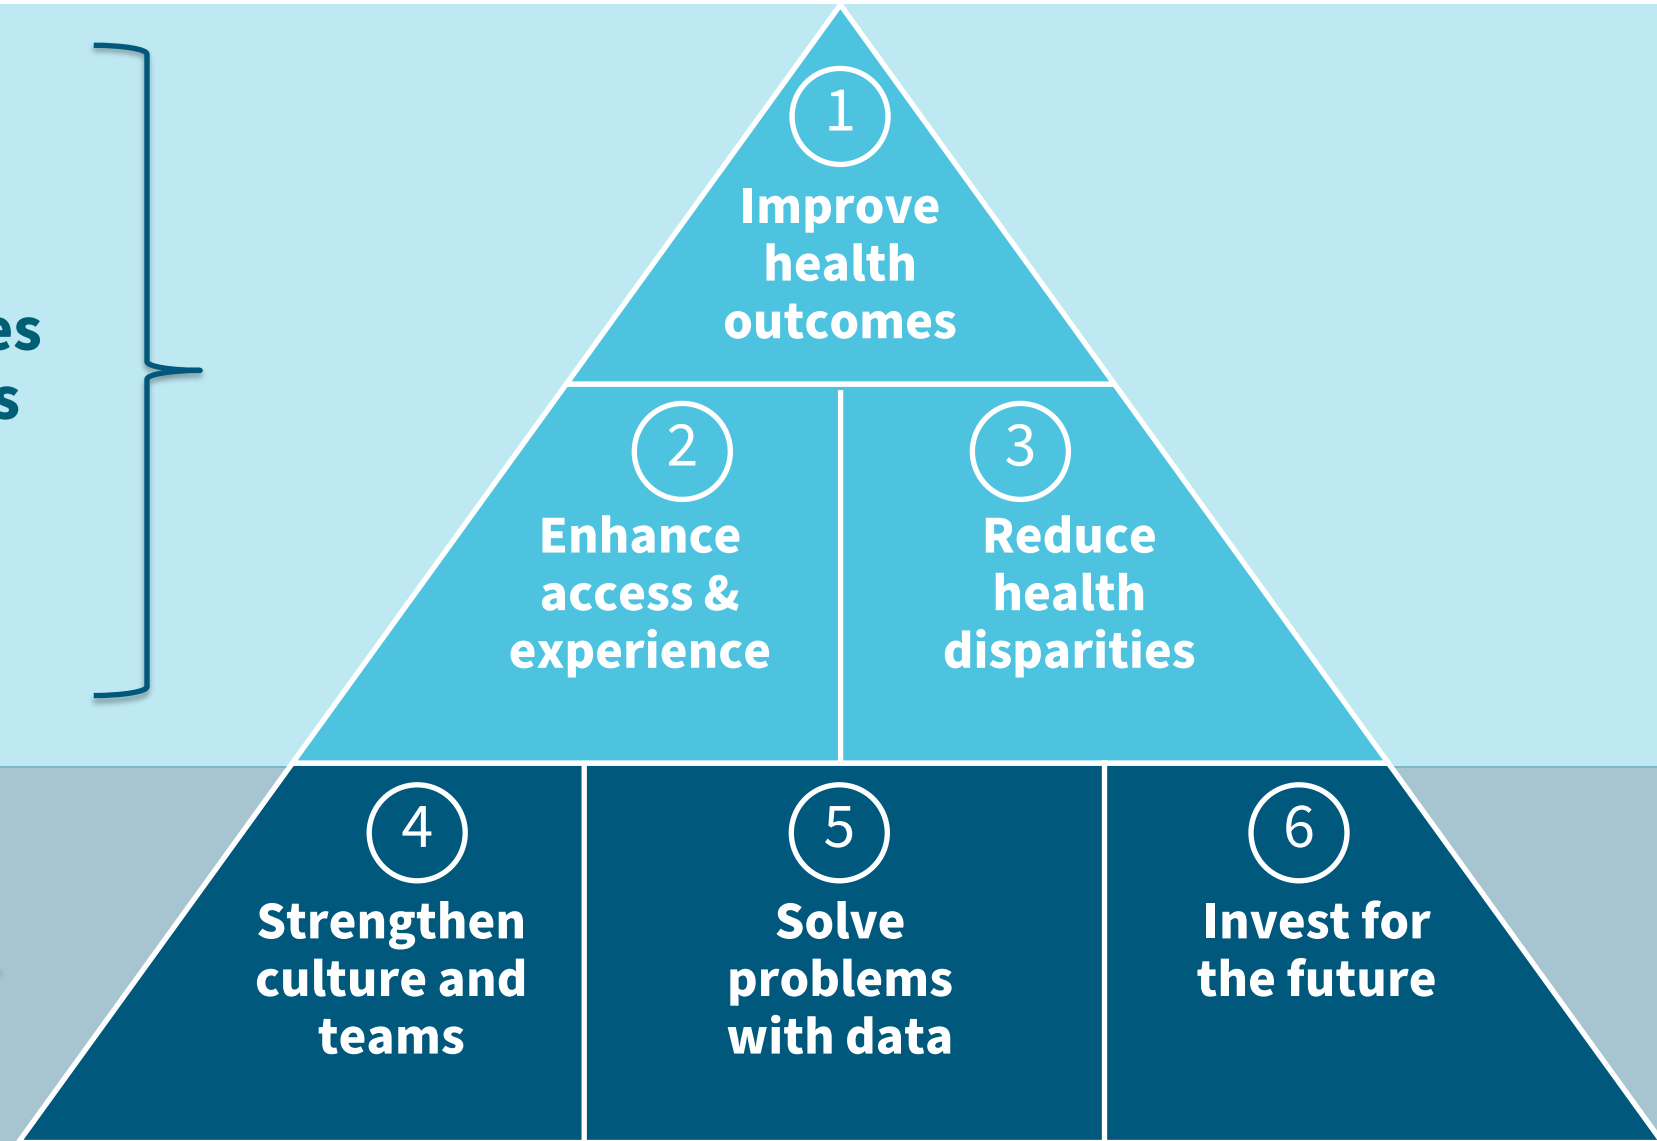 1
Improve
health
outcomes
es
s
2
Enhance
access &
experience
3
Reduce
health
disparities
4
Strengthen
culture and
teams
5
Solve
problems
with data
6
Invest for
the future